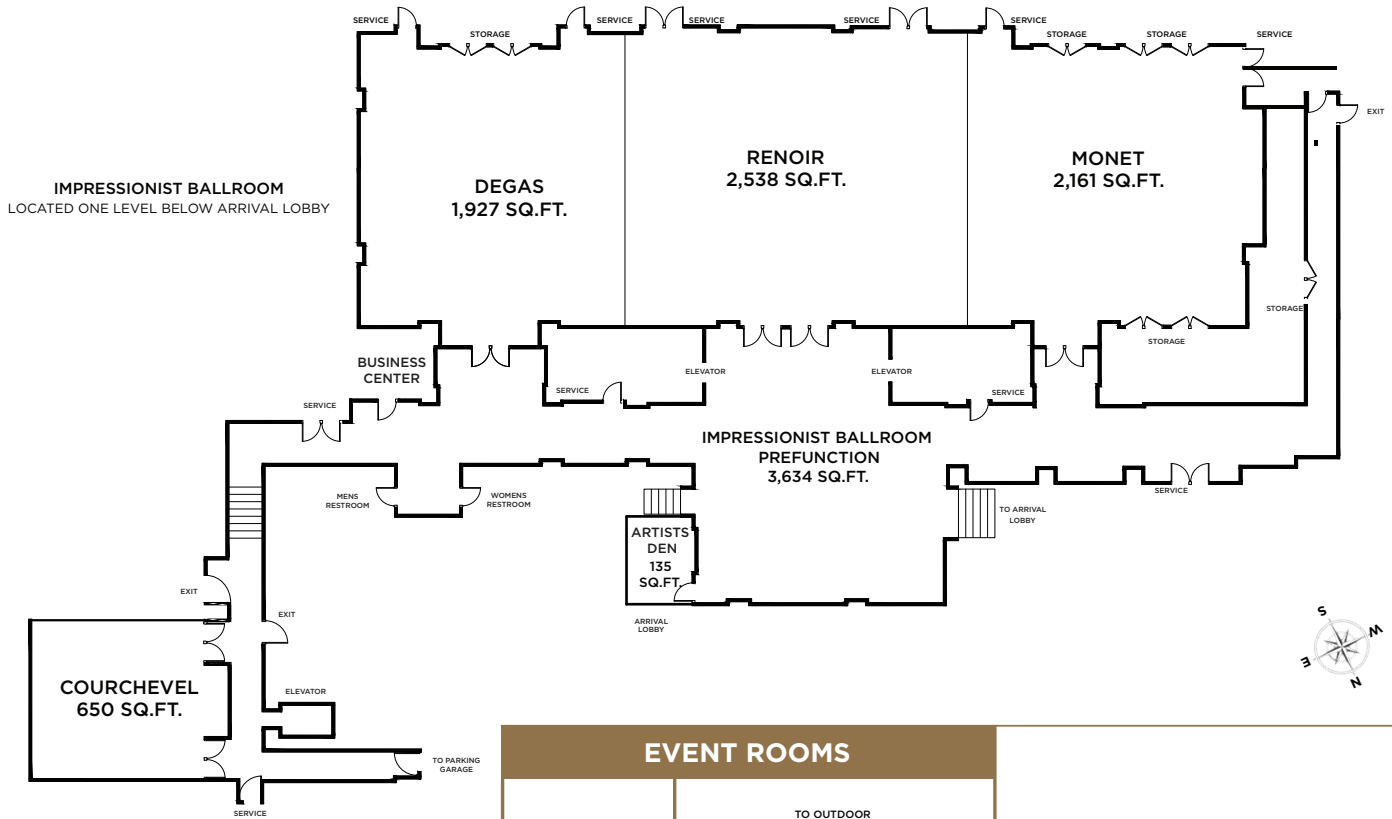 SERVICE
SERVICE
SERVICE
SERVICE
SERVICE
STORAGE
STORAGE
STORAGE
SERVICE
EXIT
IMPRESSIONIST BALLROOM
LOCATED ONE LEVEL BELOW ARRIVAL LOBBY
DEGAS
1,927 SQ.FT.
RENOIR
2,538 SQ.FT.
MONET
2,161 SQ.FT.
STORAGE
STORAGE
BUSINESS
CENTER
ELEVATOR
ELEVATOR
SERVICE
SERVICE
SERVICE
IMPRESSIONIST BALLROOM
PREFUNCTION
3,634 SQ.FT.
SERVICE
MENS
RESTROOM
WOMENS
RESTROOM
TO ARRIVAL
LOBBY
ARTISTS
DEN
135
SQ.FT.
ARRIVAL
LOBBY
EXIT
EXIT
S
W
E
N
COURCHEVEL
650 SQ.FT.
ELEVATOR
TO PARKING
GARAGE
SERVICE
EVENT ROOMS
TO OUTDOOR